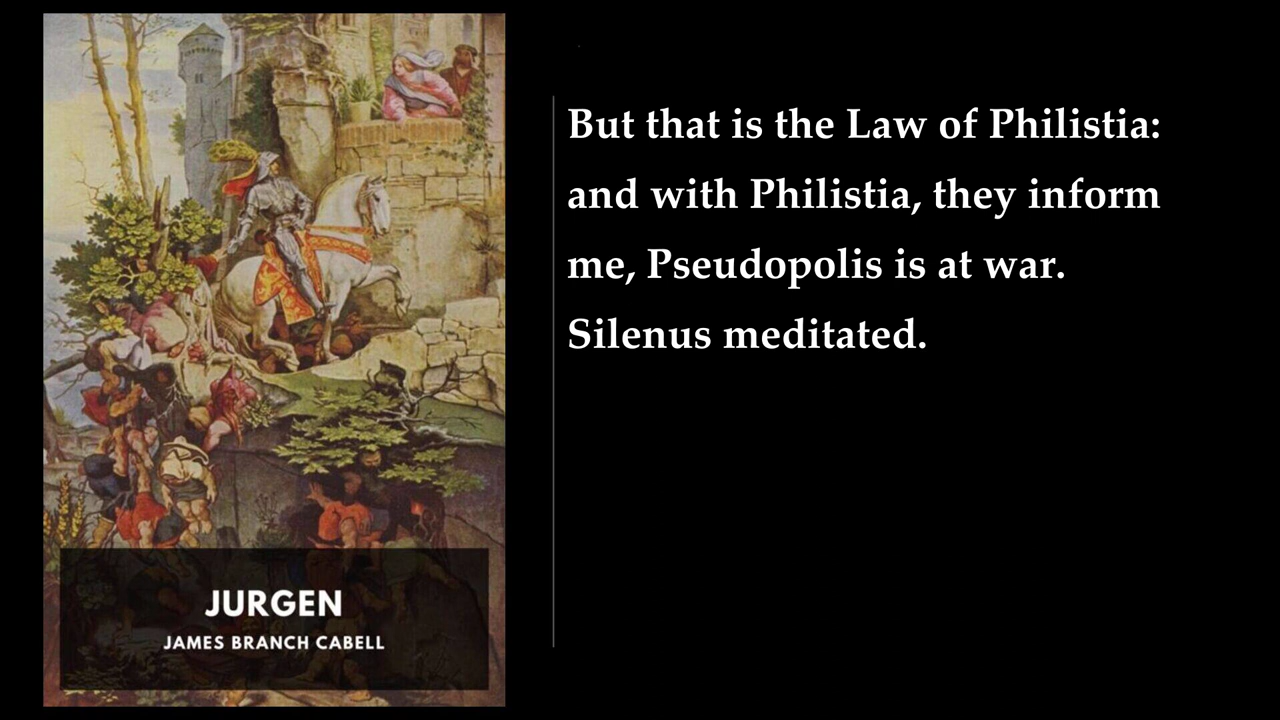 JURGEN
JAMES BRANCH CABELL
But that is the Law of Philistia:
and with Philistia, they inform
me, Pseudopolis is at war.
Silenus meditated.